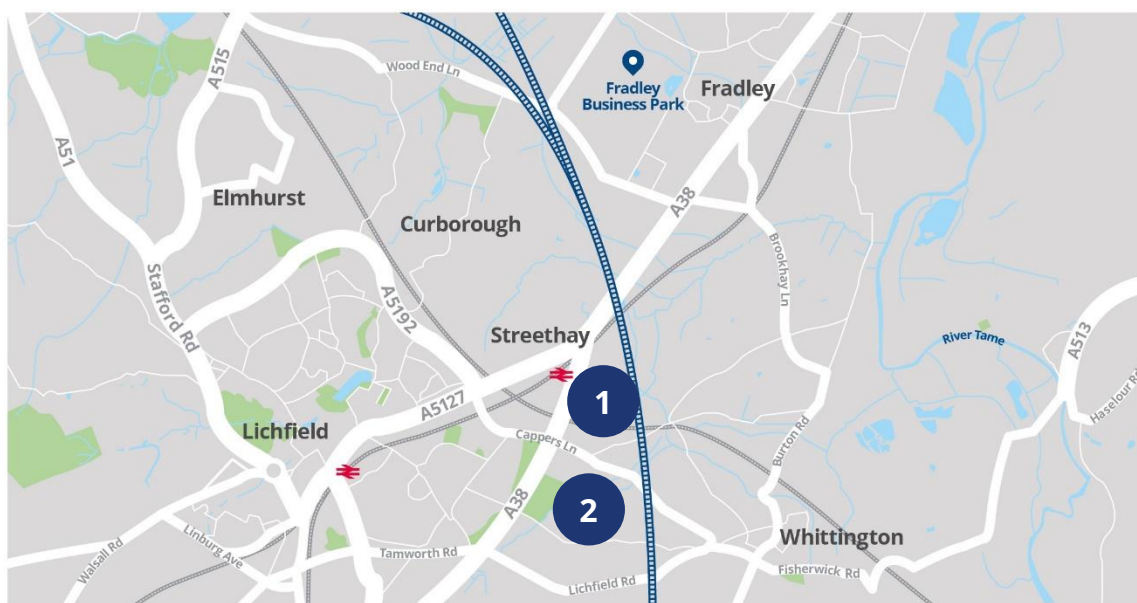 Wood End Ln
Fradley
Business Park
Fradley
A515
A51
Elmhurst
Curborough
A38
Stafford Rd
A5192
Brookhay Ln
Streethay
River Tame
A513
Haselour Rd
A5127
1
Lichfield
Cappers Ln
Burton Rd
A38
2
Walsall Rd
Linburg Ave
Tamworth Rd
Whittington
Lichfield Rd
Fisherwick Rd